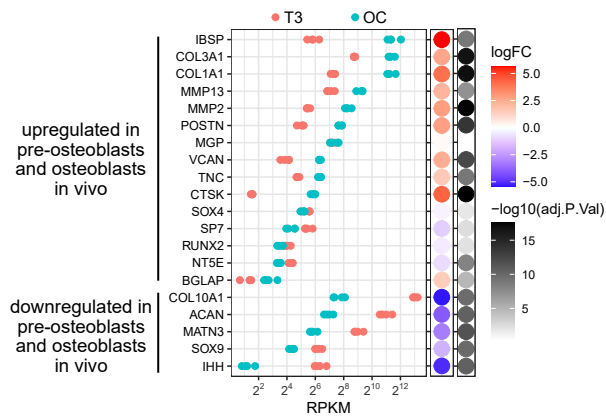 T3 OC
IBSP
COL3A1
COL1A1
MMP13
MMP2
POSTN
MGP
VCAN
TNC
CTSK
SOX4
SP7
RUNX2
NT5E
BGLAP
COL10A1
ACAN
MATN3
SOX9
IHH
upregulated in
pre-osteoblasts
and osteoblasts
in vivo
downregulated in
pre-osteoblasts
and osteoblasts
in vivo
2^2 2^4 2^6 2^8 2^10 2^12
RPKM
logFC
5.0
2.5
0.0
−2.5
−5.0
−log10(adj.P.Val)
15
10
5